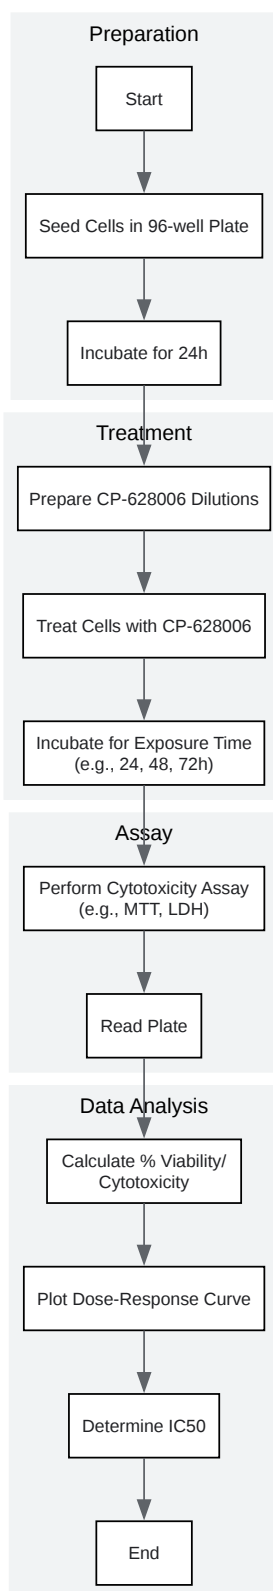 Preparation
Start
Seed Cells in 96-well Plate
Incubate for 24h
Treatment
Prepare CP-628006 Dilutions
Treat Cells with CP-628006
Incubate for Exposure Time
(e.g., 24, 48, 72h)
Assay
Perform Cytotoxicity Assay
(e.g., MTT, LDH)
Read Plate
Data Analysis
Calculate % Viability/
Cytotoxicity
Plot Dose-Response Curve
Determine IC50
End